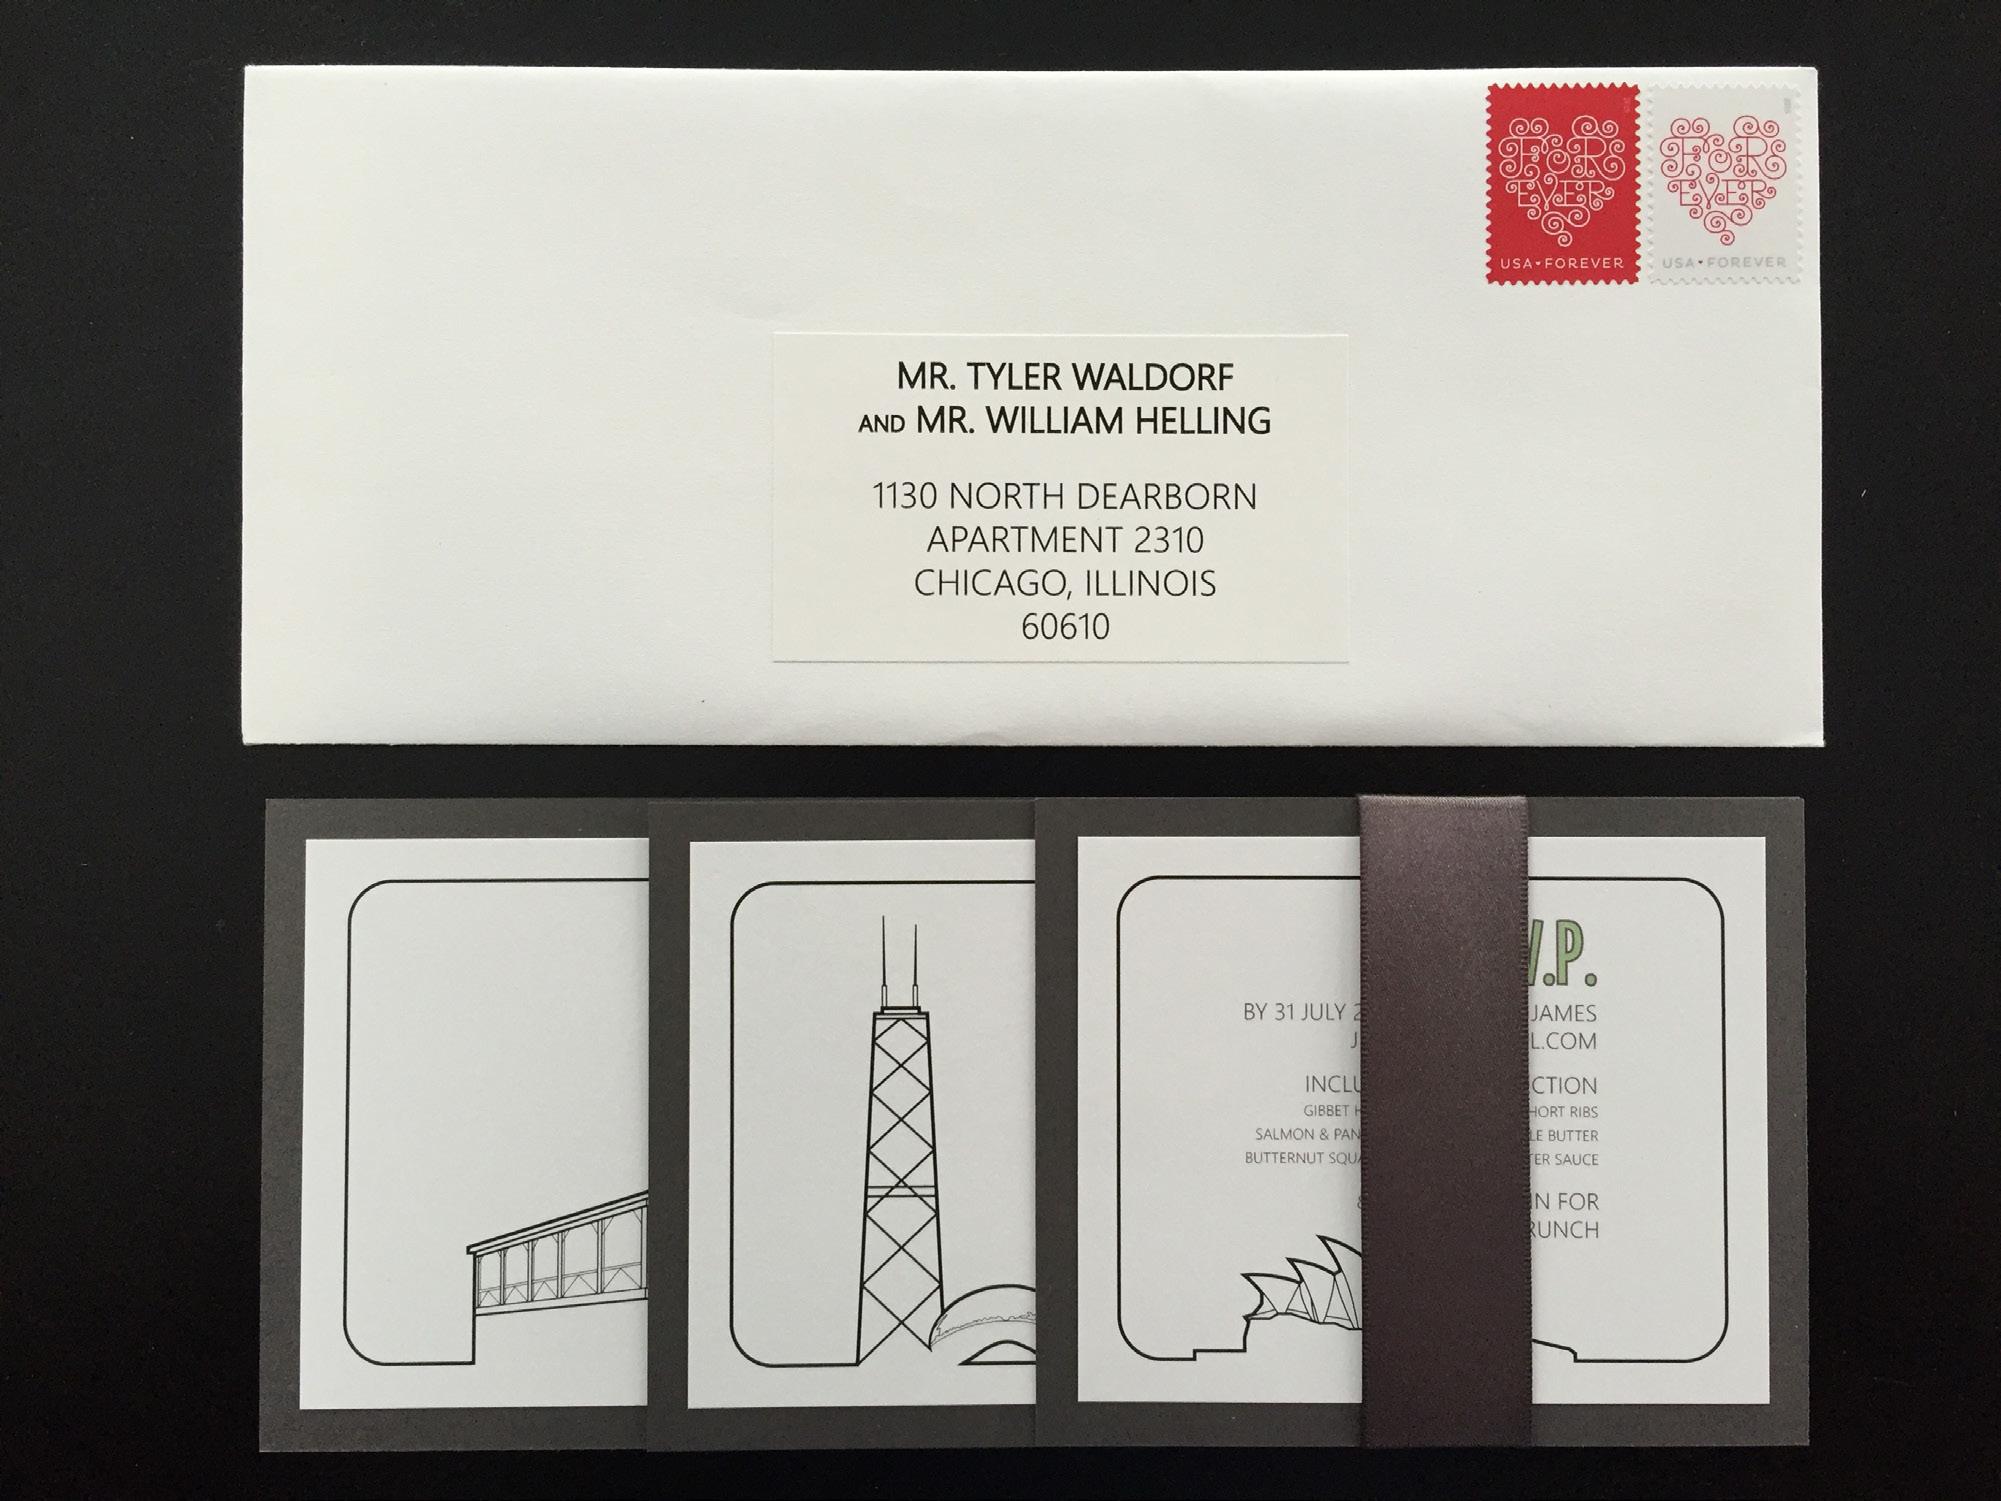 FOR
EVER
USA FOREVER
FOR
EVER
USA FOREVER
MR. TYLER WALDORF
AND MR. WILLIAM HELLING
1130 NORTH DEARBORN
APARTMENT 2310
CHICAGO, ILLINOIS
60610
V.P.
BY 31 JULY JAMES
L.COM
INCLU CTION
GIBBET HORT RIBS
SALMON & PAN LE BUTTER
BUTTERNUT SQUA TER SAUCE
IN FOR
RUNCH